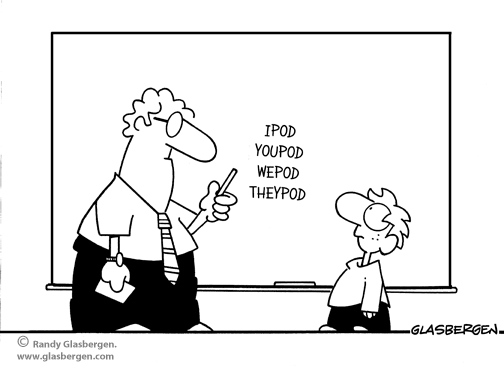 IPOD
YOUPOD
WEPOD
THEYPOD
GLASBERGEN
© Randy Glasbergen.
www.glasbergen.com